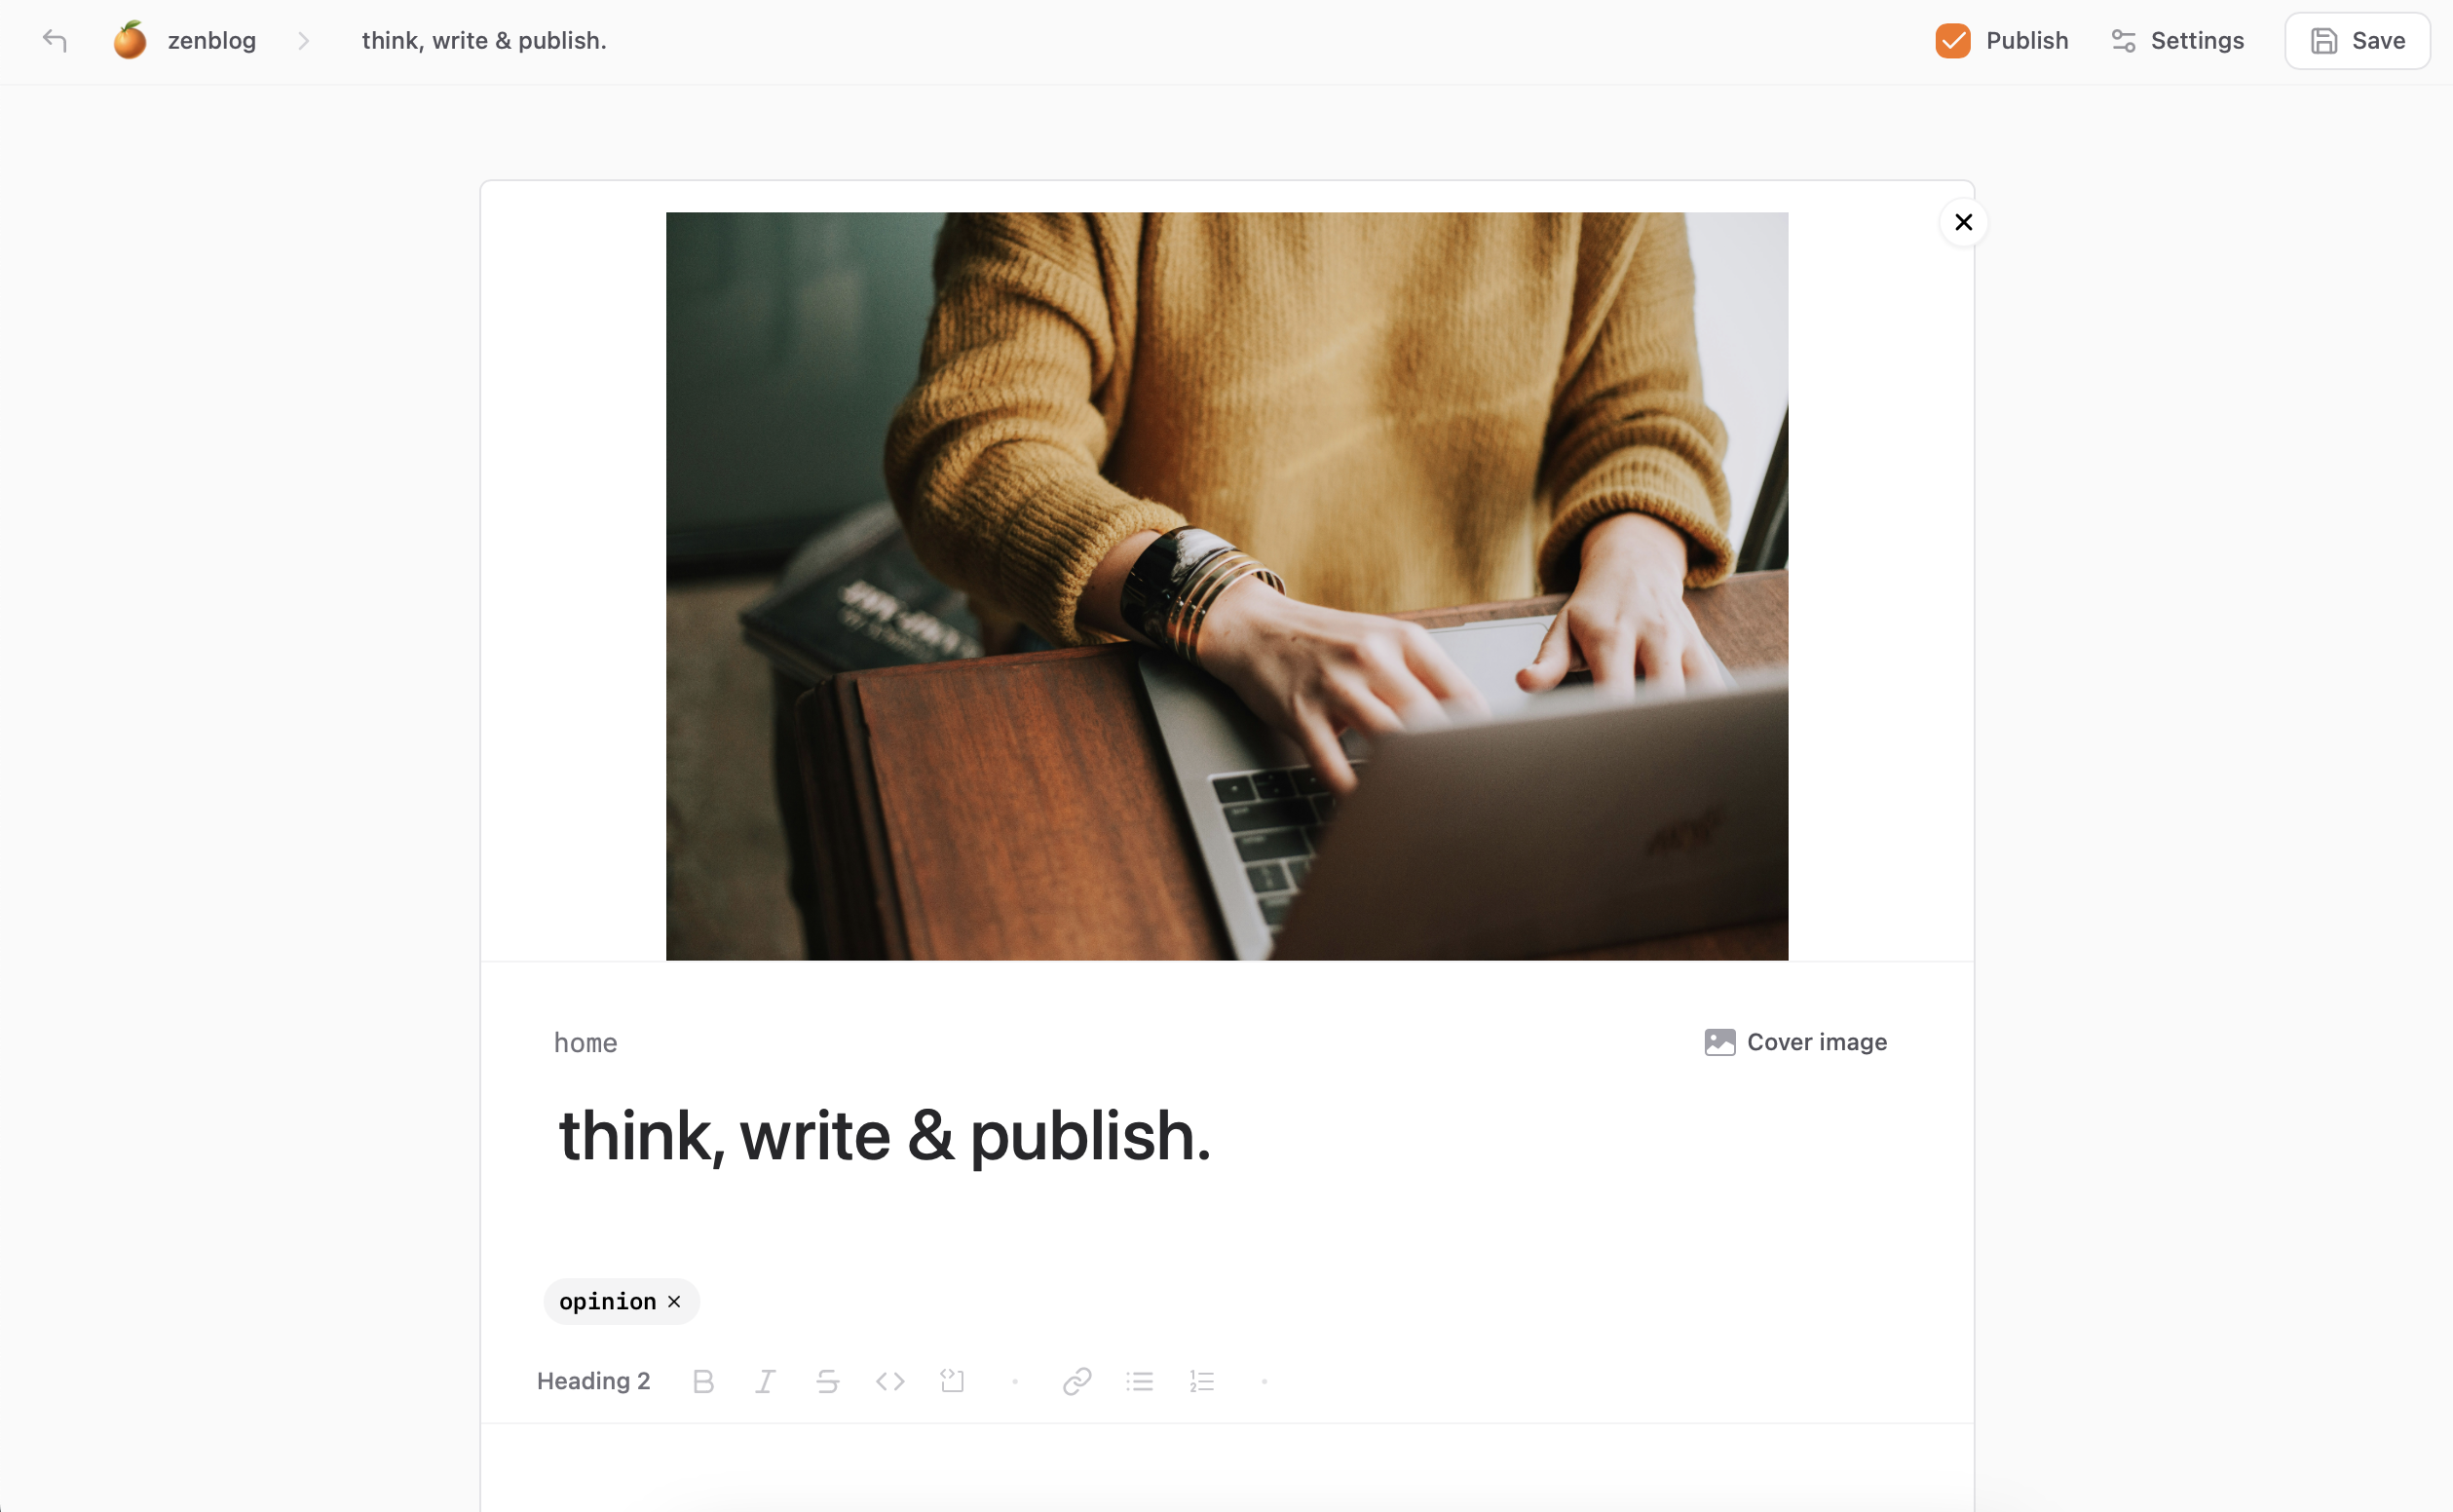 zenblog
think, write & publish.
Publish
Settings
Save
home
Cover image
think, write & publish.
opinion
Heading 2